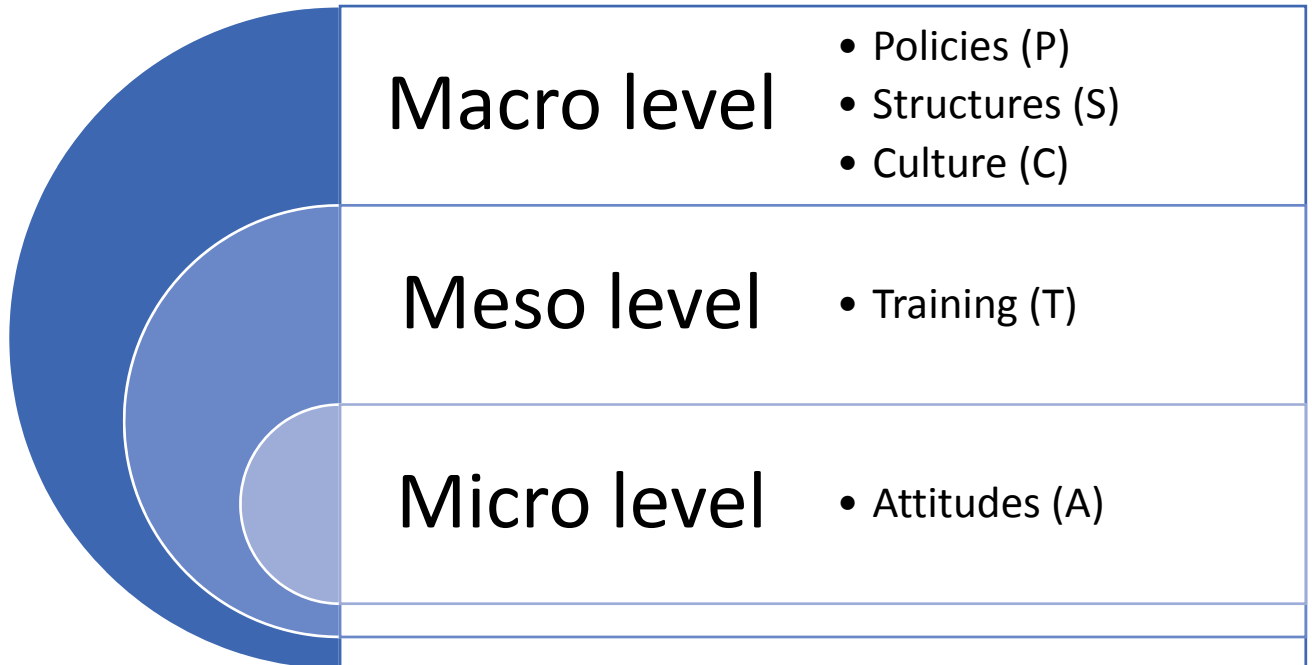 Macro level
• Policies (P)
• Structures (S)
• Culture (C)
Meso level
• Training (T)
Micro level
• Attitudes (A)